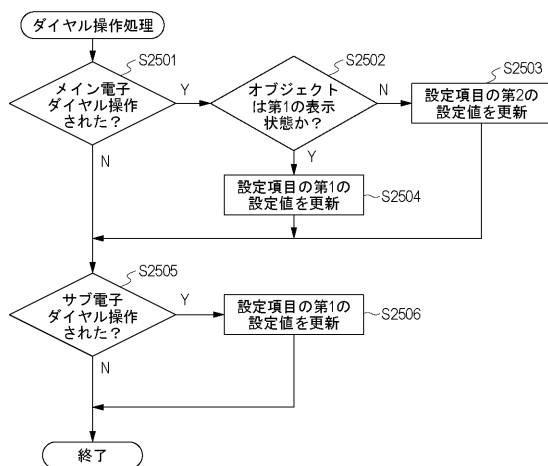 ダイヤル操作処理
S2501
メイン電子
ダイヤル操作
された？
Y
N
S2502
オブジェクト
は第1の表示
状態か？
N
Y
S2503
設定項目の第2の
設定値を更新
設定項目の第1の
設定値を更新
S2504
S2505
サブ電子
ダイヤル操作
された？
Y
N
設定項目の第1の
設定値を更新
S2506
終了